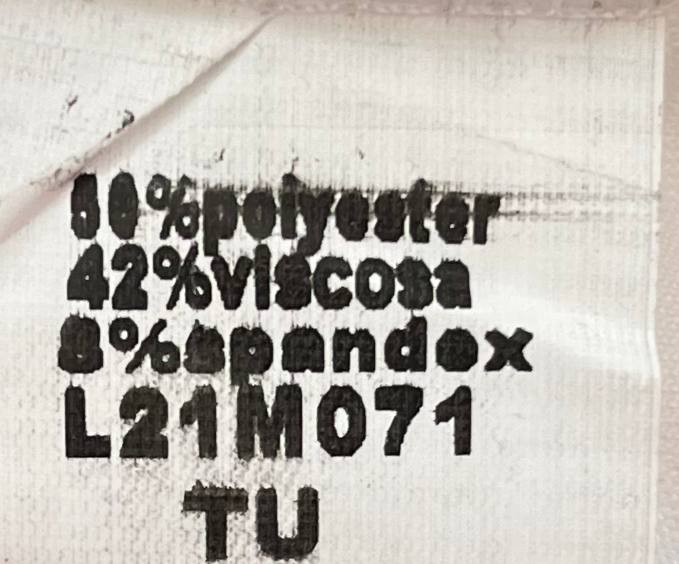 50%polyester
42%viscosa
8%spandex
L21M071
TU